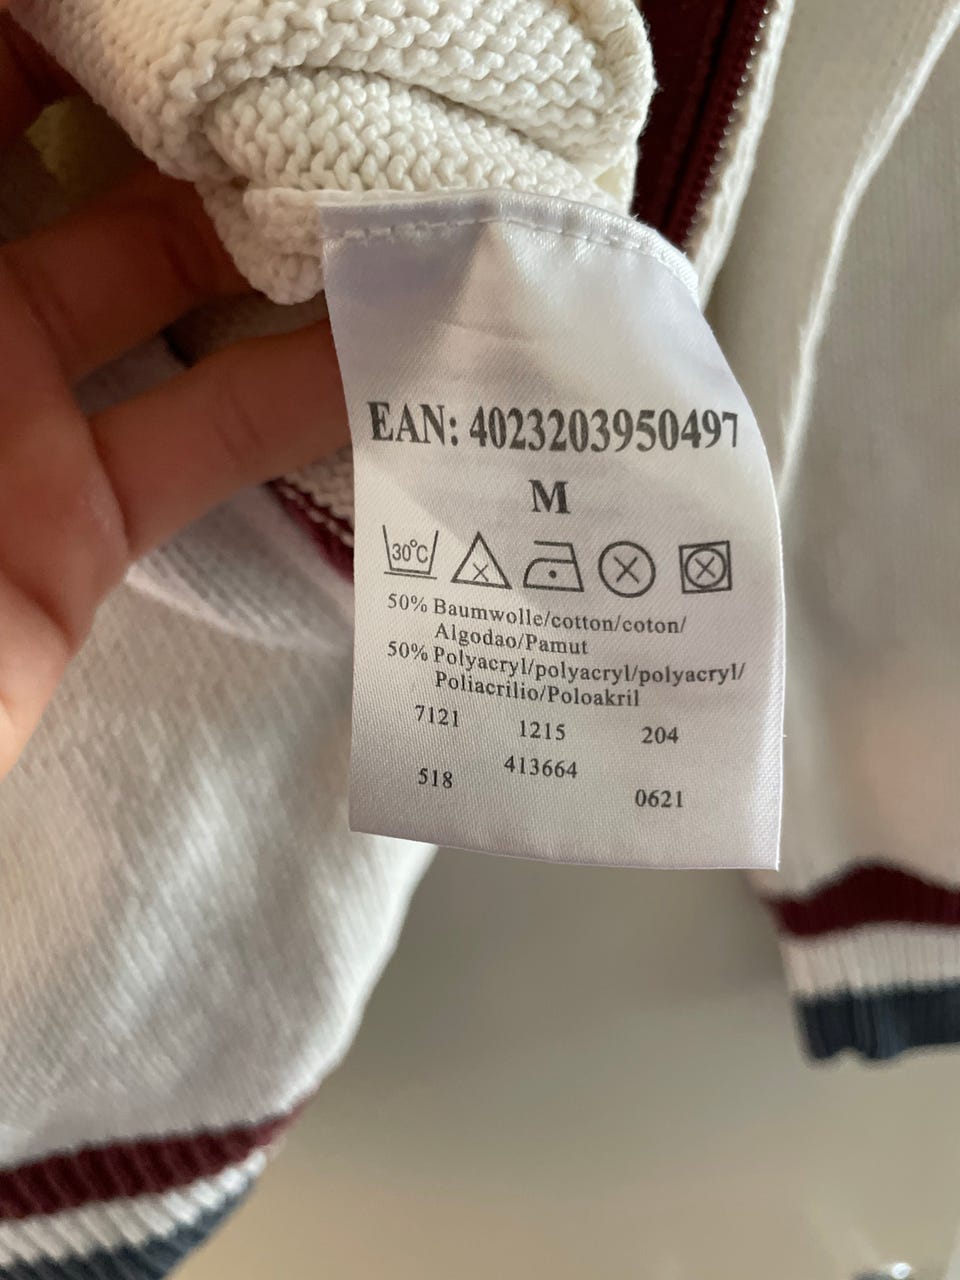 EAN: 4023203950497
M
30°C
50% Baumwolle/cotton/coton/
Algodao/Pamut
50% Polyacryl/polyacryl/polyacryl/
Poliacrilio/Poloakril
7121 1215 204
413664
518 0621